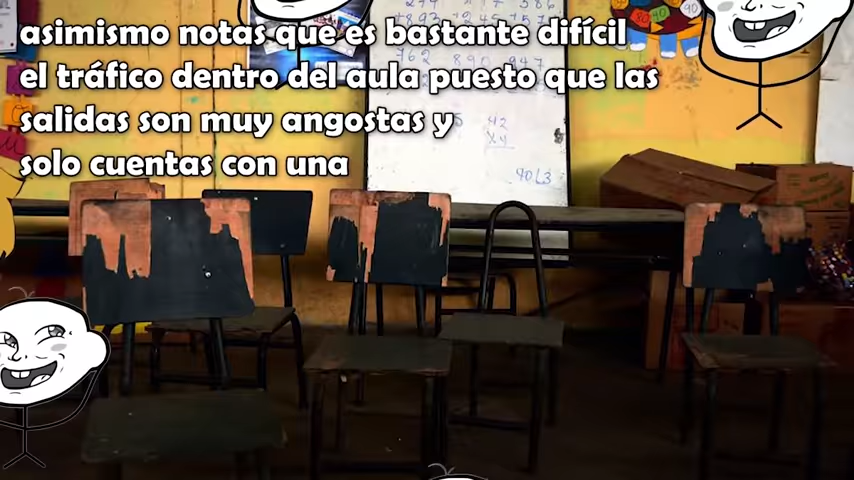 asimismo notas que es bastante difícil
el tráfico dentro del aula puesto que las
salidas son muy angostas y
solo cuentas con una